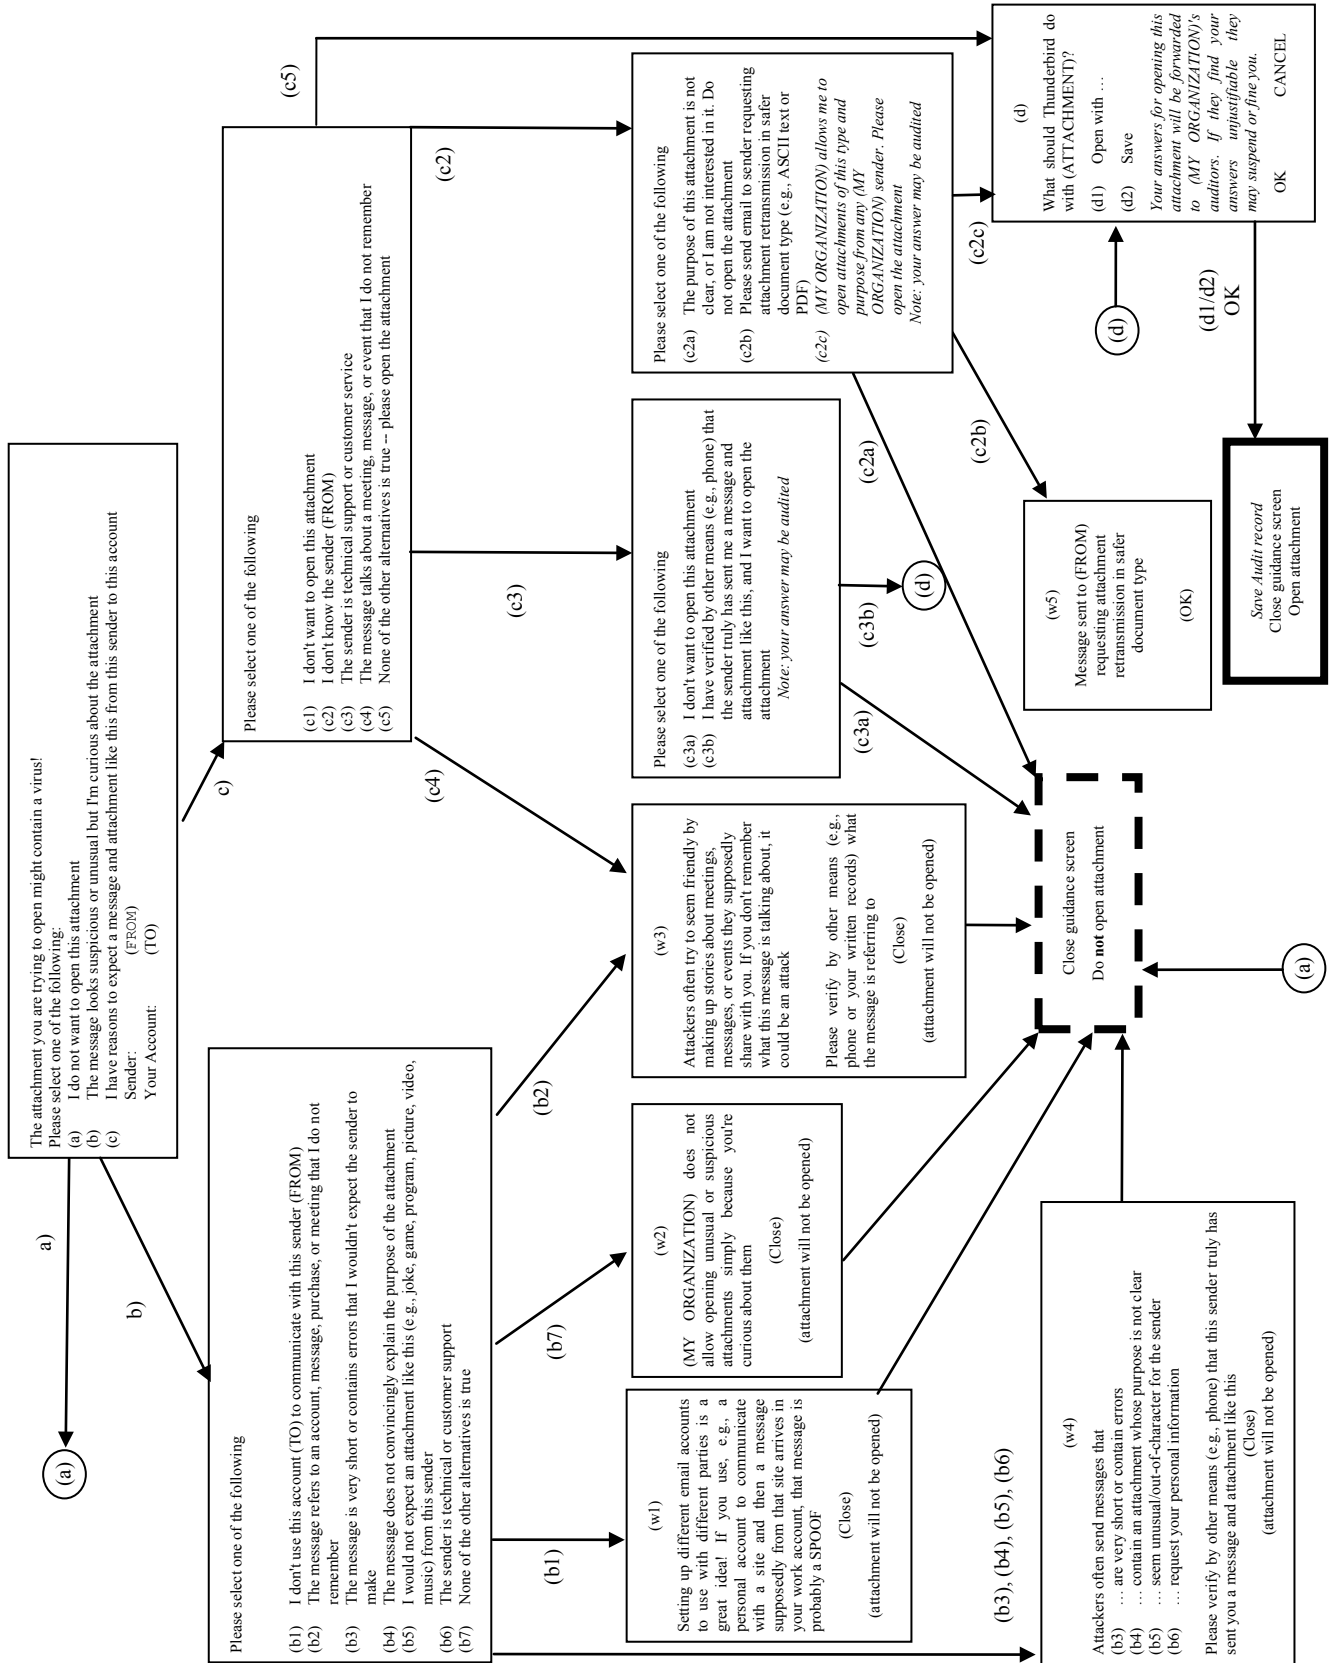 The attachment you are trying to open might contain a virus!
Please select one of the following:
(a) I do not want to open this attachment
(b) The message looks suspicious or unusual but I'm curious about the attachment
(c) I have reasons to expect a message and attachment like this from this sender to this account
Sender: (FROM)
Your Account: (TO)
a)
(a)
b)
c)
Please select one of the following
(b1) I don't use this account (TO) to communicate with this sender (FROM)
(b2) The message refers to an account, message, purchase, or meeting that I do not
remember
(b3) The message is very short or contains errors that I wouldn't expect the sender to
make
(b4) The message does not convincingly explain the purpose of the attachment
(b5) I would not expect an attachment like this (e.g., joke, game, program, picture, video,
music) from this sender
(b6) The sender is technical or customer support
(b7) None of the other alternatives is true
Please select one of the following
(c1) I don't want to open this attachment
(c2) I don't know the sender (FROM)
(c3) The sender is technical support or customer service
(c4) The message talks about a meeting, message, or event that I do not remember
(c5) None of the other alternatives is true -- please open the attachment
(c5)
(b1)
(b7)
(b2)
(c4)
(c3)
(c2)
(w1)
Setting up different email accounts
to use with different parties is a
great idea! If you use, e.g., a
personal account to communicate
with a site and then a message
supposedly from that site arrives in
your work account, that message is
probably a SPOOF
(Close)
(attachment will not be opened)
(w2)
(MY ORGANIZATION) does not
allow opening unusual or suspicious
attachments simply because you're
curious about them
(Close)
(attachment will not be opened)
(w3)
Attackers often try to seem friendly by
making up stories about meetings,
messages, or events they supposedly
share with you. If you don't remember
what this message is talking about, it
could be an attack
Please verify by other means (e.g.,
phone or your written records) what
the message is referring to
(Close)
(attachment will not be opened)
Please select one of the following
(c3a) I don't want to open this attachment
(c3b) I have verified by other means (e.g., phone) that
the sender truly has sent me a message and
attachment like this, and I want to open the
attachment
Note: your answer may be audited
Please select one of the following
(c2a) The purpose of this attachment is not
clear, or I am not interested in it. Do
not open the attachment
(c2b) Please send email to sender requesting
attachment retransmission in safer
document type (e.g., ASCII text or
PDF)
(c2c) (MY ORGANIZATION) allows me to
open attachments of this type and
purpose from any (MY
ORGANIZATION) sender. Please
open the attachment
Note: your answer may be audited
(b3), (b4), (b5), (b6)
(c3a)
(c3b)
(d)
(c2a)
(c2b)
(c2c)
(w4)
Attackers often send messages that
(b3) … are very short or contain errors
(b4) … contain an attachment whose purpose is not clear
(b5) … seem unusual/out-of-character for the sender
(b6) … request your personal information
Please verify by other means (e.g., phone) that this sender truly has
sent you a message and attachment like this
(Close)
(attachment will not be opened)
Close guidance screen
Do not open attachment
(a)
(w5)
Message sent to (FROM)
requesting attachment
retransmission in safer
document type
(OK)
(d)
(d)
What should Thunderbird do
with (ATTACHMENT)?
(d1) Open with …
(d2) Save
Your answers for opening this
attachment will be forwarded
to (MY ORGANIZATION)'s
auditors. If they find your
answers unjustifiable they
may suspend or fine you.
OK CANCEL
(d1/d2)
OK
Save Audit record
Close guidance screen
Open attachment